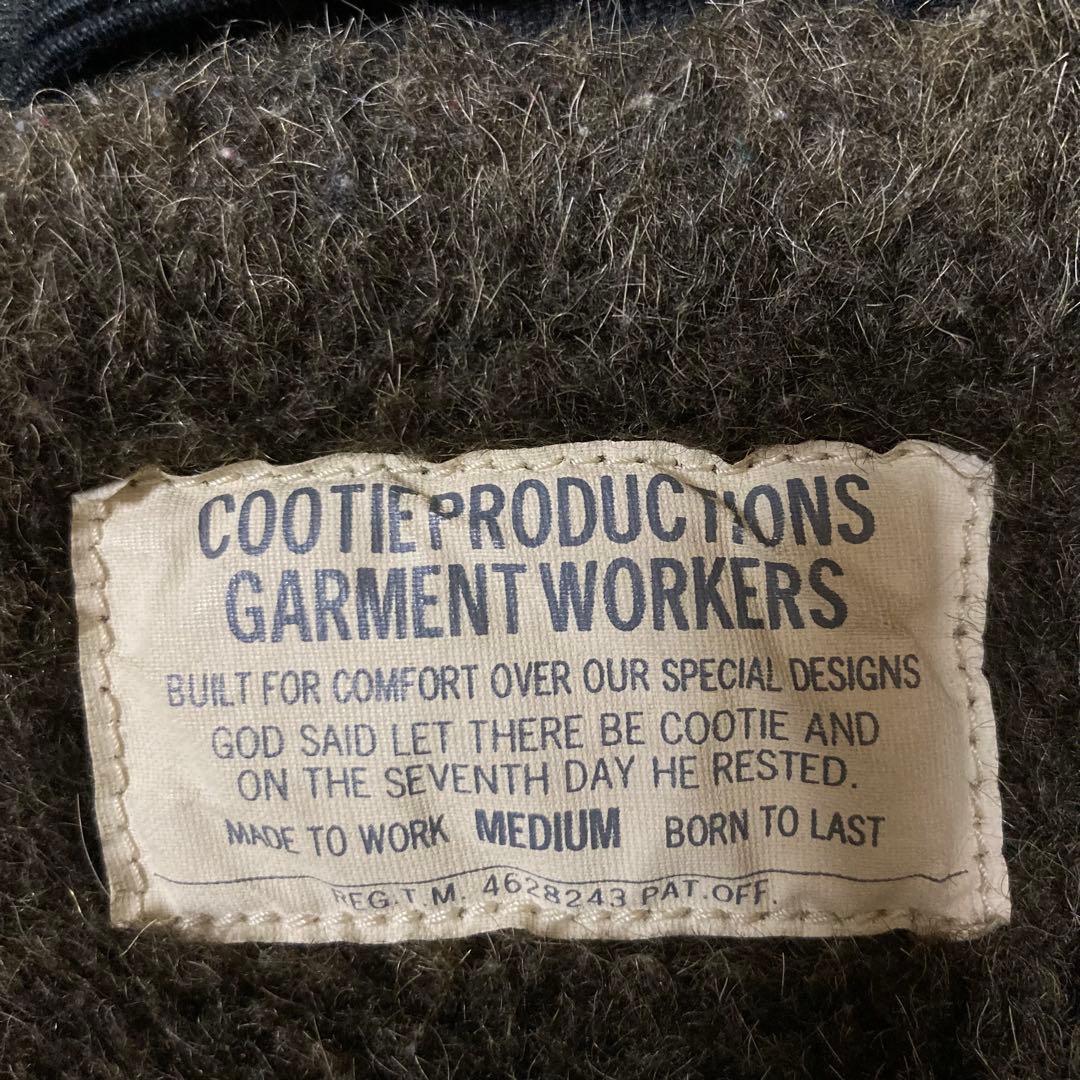 COOTIE PRODUCTIONS
GARMENT WORKERS
BUILT FOR COMFORT OVER OUR SPECIAL DESIGNS
GOD SAID LET THERE BE COOTIE AND
ON THE SEVENTH DAY HE RESTED.
MADE TO WORK MEDIUM BORN TO LAST
REG.T.M. 4628243 PAT.OFF.